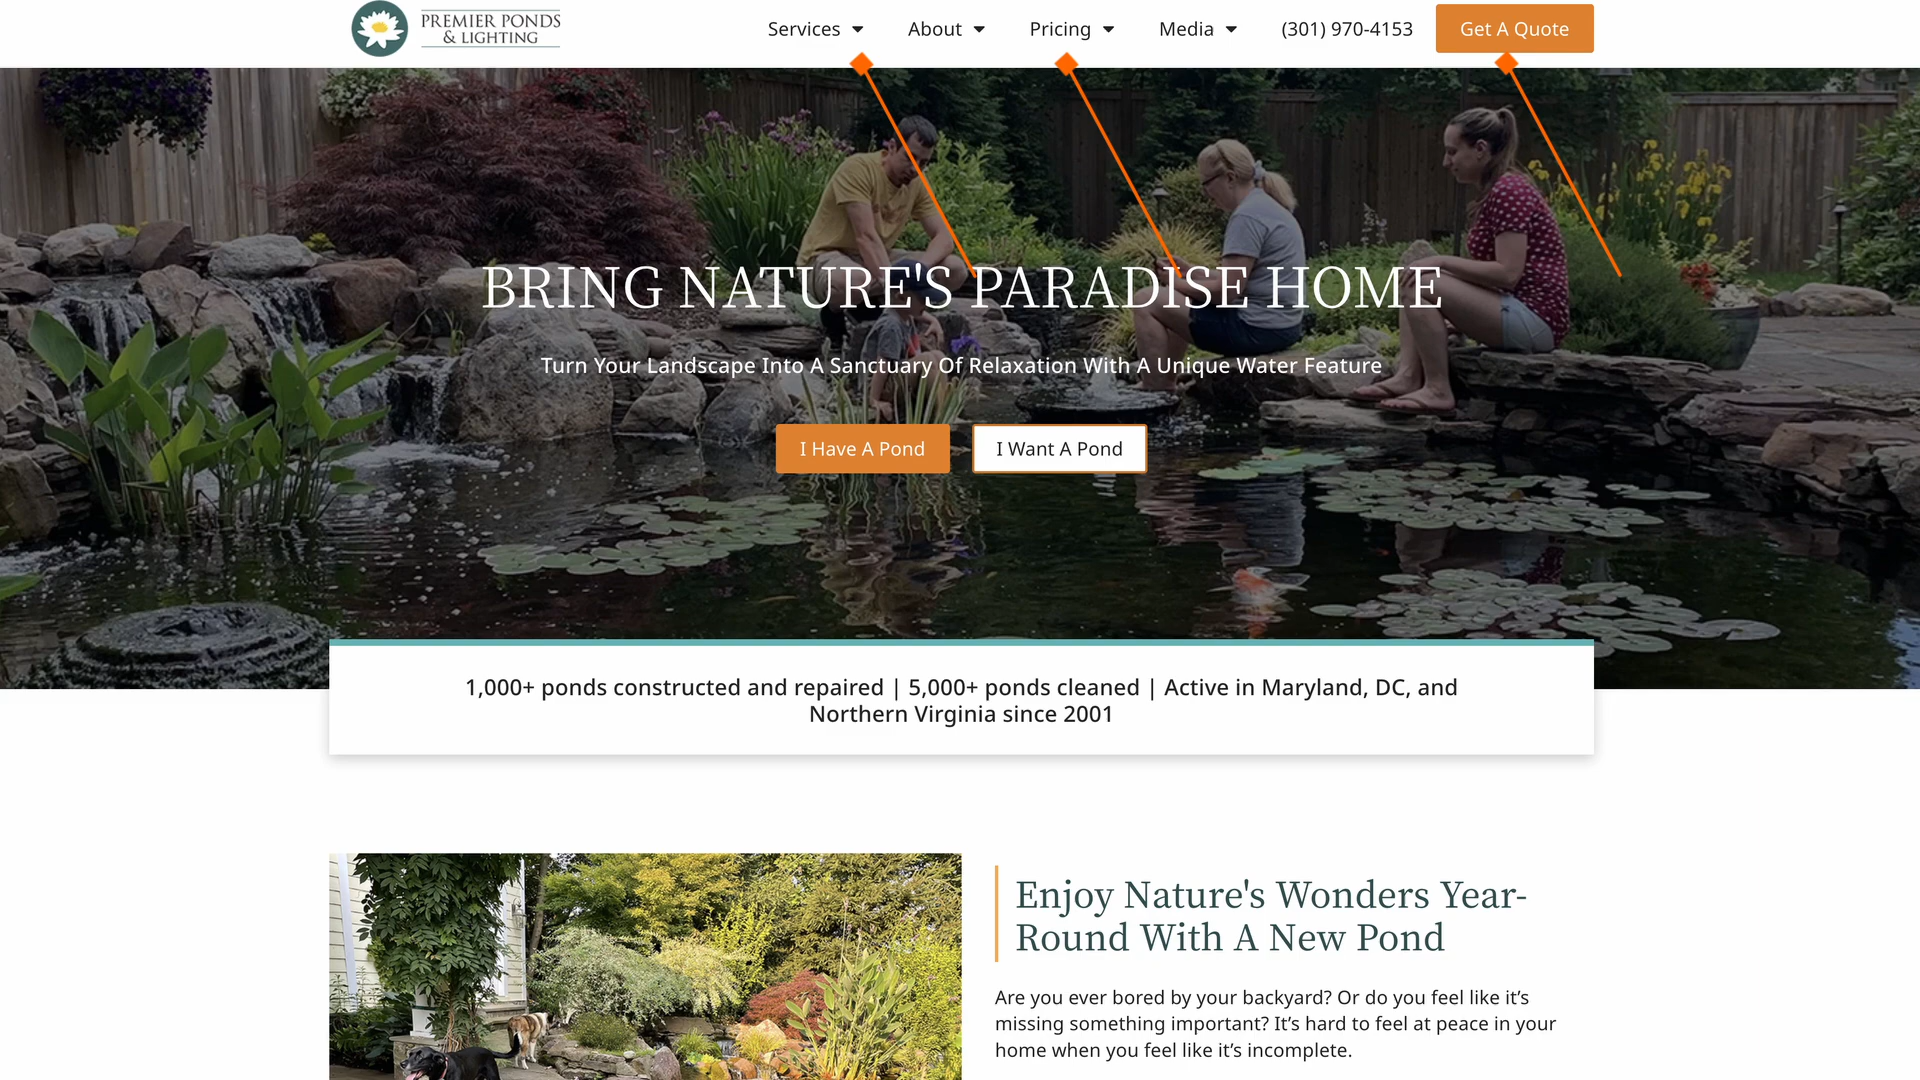 PREMIER PONDS
& LIGHTING
Services
About
Pricing
Media
(301) 970-4153
Get A Quote
BRING NATURE'S PARADISE HOME
Turn Your Landscape Into A Sanctuary Of Relaxation With A Unique Water Feature
I Have A Pond
I Want A Pond
1,000+ ponds constructed and repaired | 5,000+ ponds cleaned | Active in Maryland, DC, and
Northern Virginia since 2001
Enjoy Nature's Wonders Year-
Round With A New Pond
Are you ever bored by your backyard? Or do you feel like it’s
missing something important? It’s hard to feel at peace in your
home when you feel like it’s incomplete.